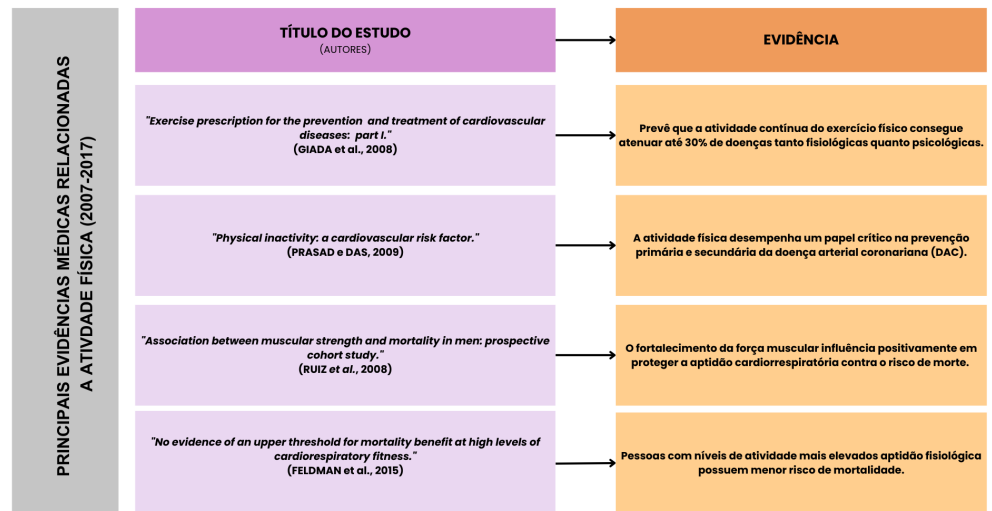 PRINCIPAIS EVIDÊNCIAS MÉDICAS RELACIONADAS
A ATIVDADE FÍSICA (2007-2017)
TÍTULO DO ESTUDO
(AUTORES)
EVIDÊNCIA
"Exercise prescription for the prevention and treatment of cardiovascular
diseases: part I."
(GIADA et al., 2008)
Prevê que a atividade contínua do exercício físico consegue
atenuar até 30% de doenças tanto fisiológicas quanto psicológicas.
"Physical inactivity: a cardiovascular risk factor."
(PRASAD e DAS, 2009)
A atividade física desempenha um papel crítico na prevenção
primária e secundária da doença arterial coronariana (DAC).
"Association between muscular strength and mortality in men: prospective
cohort study."
(RUIZ et al., 2008)
O fortalecimento da força muscular influência positivamente em
proteger a aptidão cardiorrespiratória contra o risco de morte.
"No evidence of an upper threshold for mortality benefit at high levels of
cardiorespiratory fitness."
(FELDMAN et al., 2015)
Pessoas com níveis de atividade mais elevados aptidão fisiológica
possuem menor risco de mortalidade.